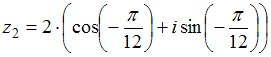 z₂ = 2·(cos(−π/12) + i sin(−π/12))